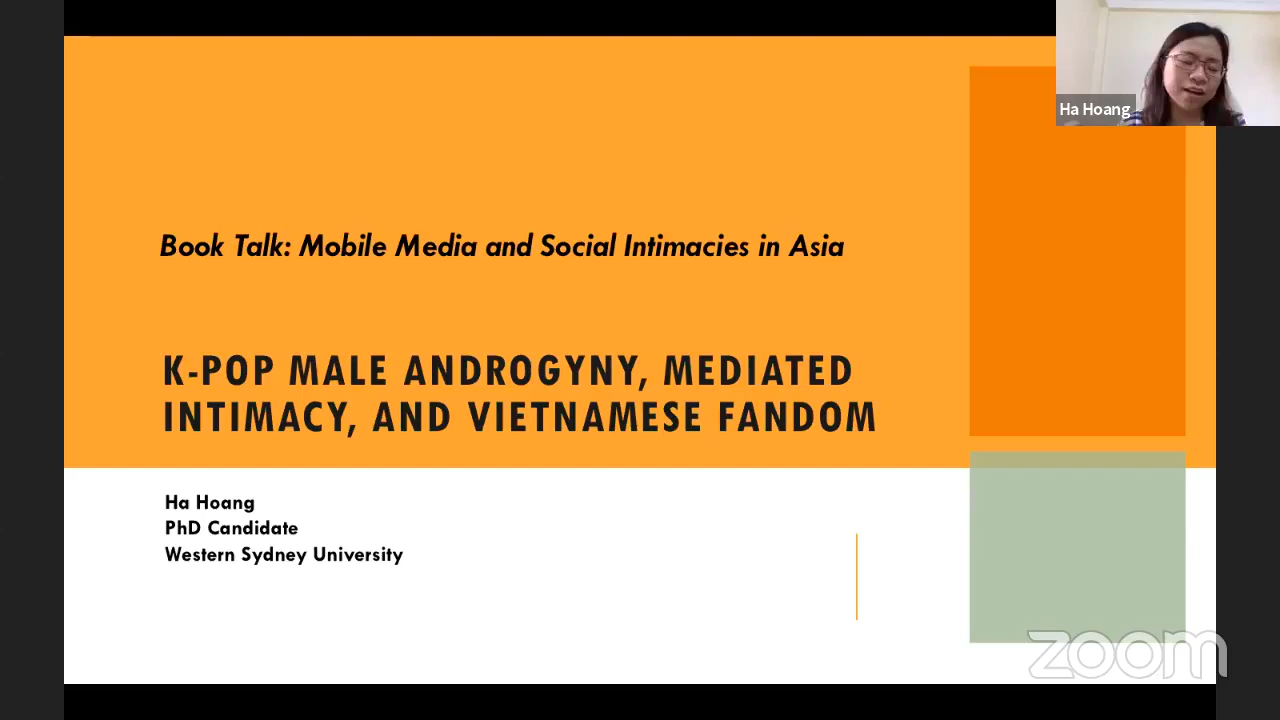 Ha Hoang
Book Talk: Mobile Media and Social Intimacies in Asia
K-POP MALE ANDROGYNY, MEDIATED
INTIMACY, AND VIETNAMESE FANDOM
Ha Hoang
PhD Candidate
Western Sydney University
zoom